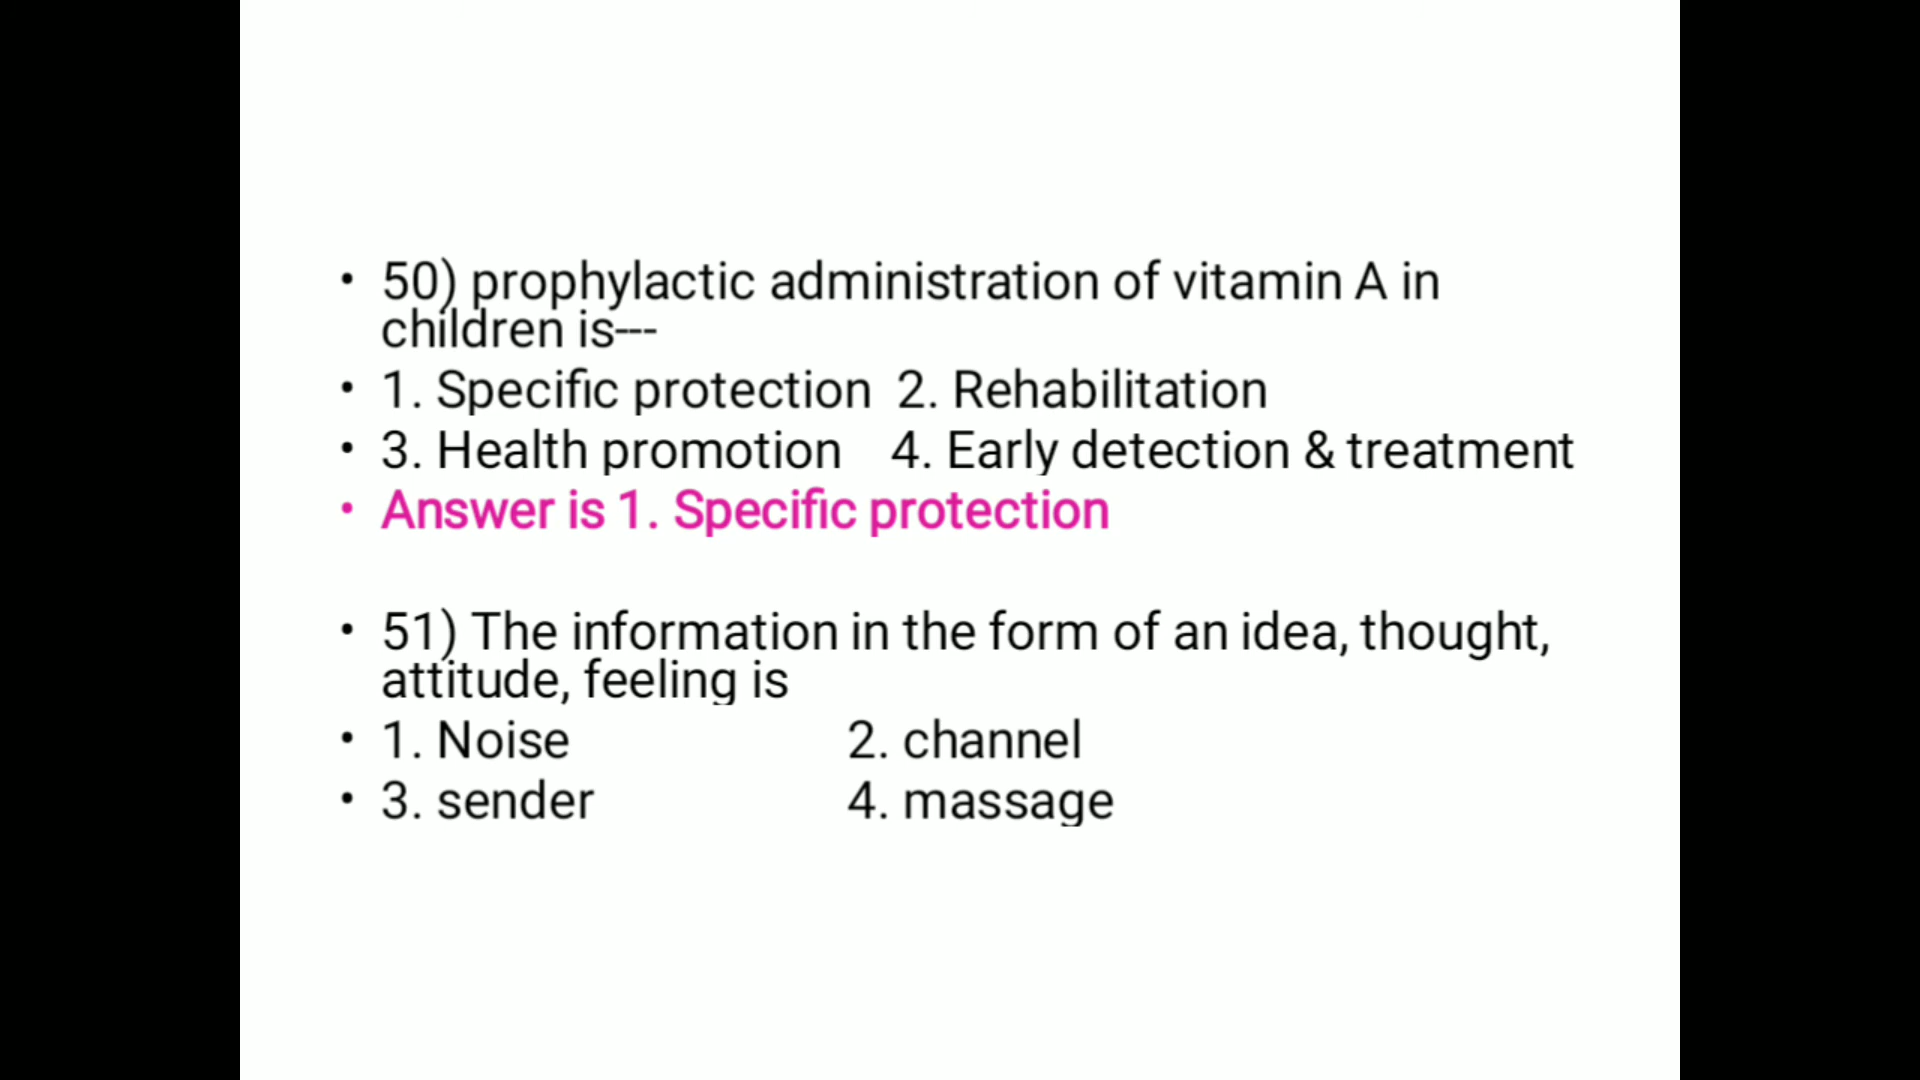 • 50) prophylactic administration of vitamin A in
children is---
• 1. Specific protection 2. Rehabilitation
• 3. Health promotion 4. Early detection & treatment
• Answer is 1. Specific protection
• 51) The information in the form of an idea, thought,
attitude, feeling is
• 1. Noise 2. channel
• 3. sender 4. massage